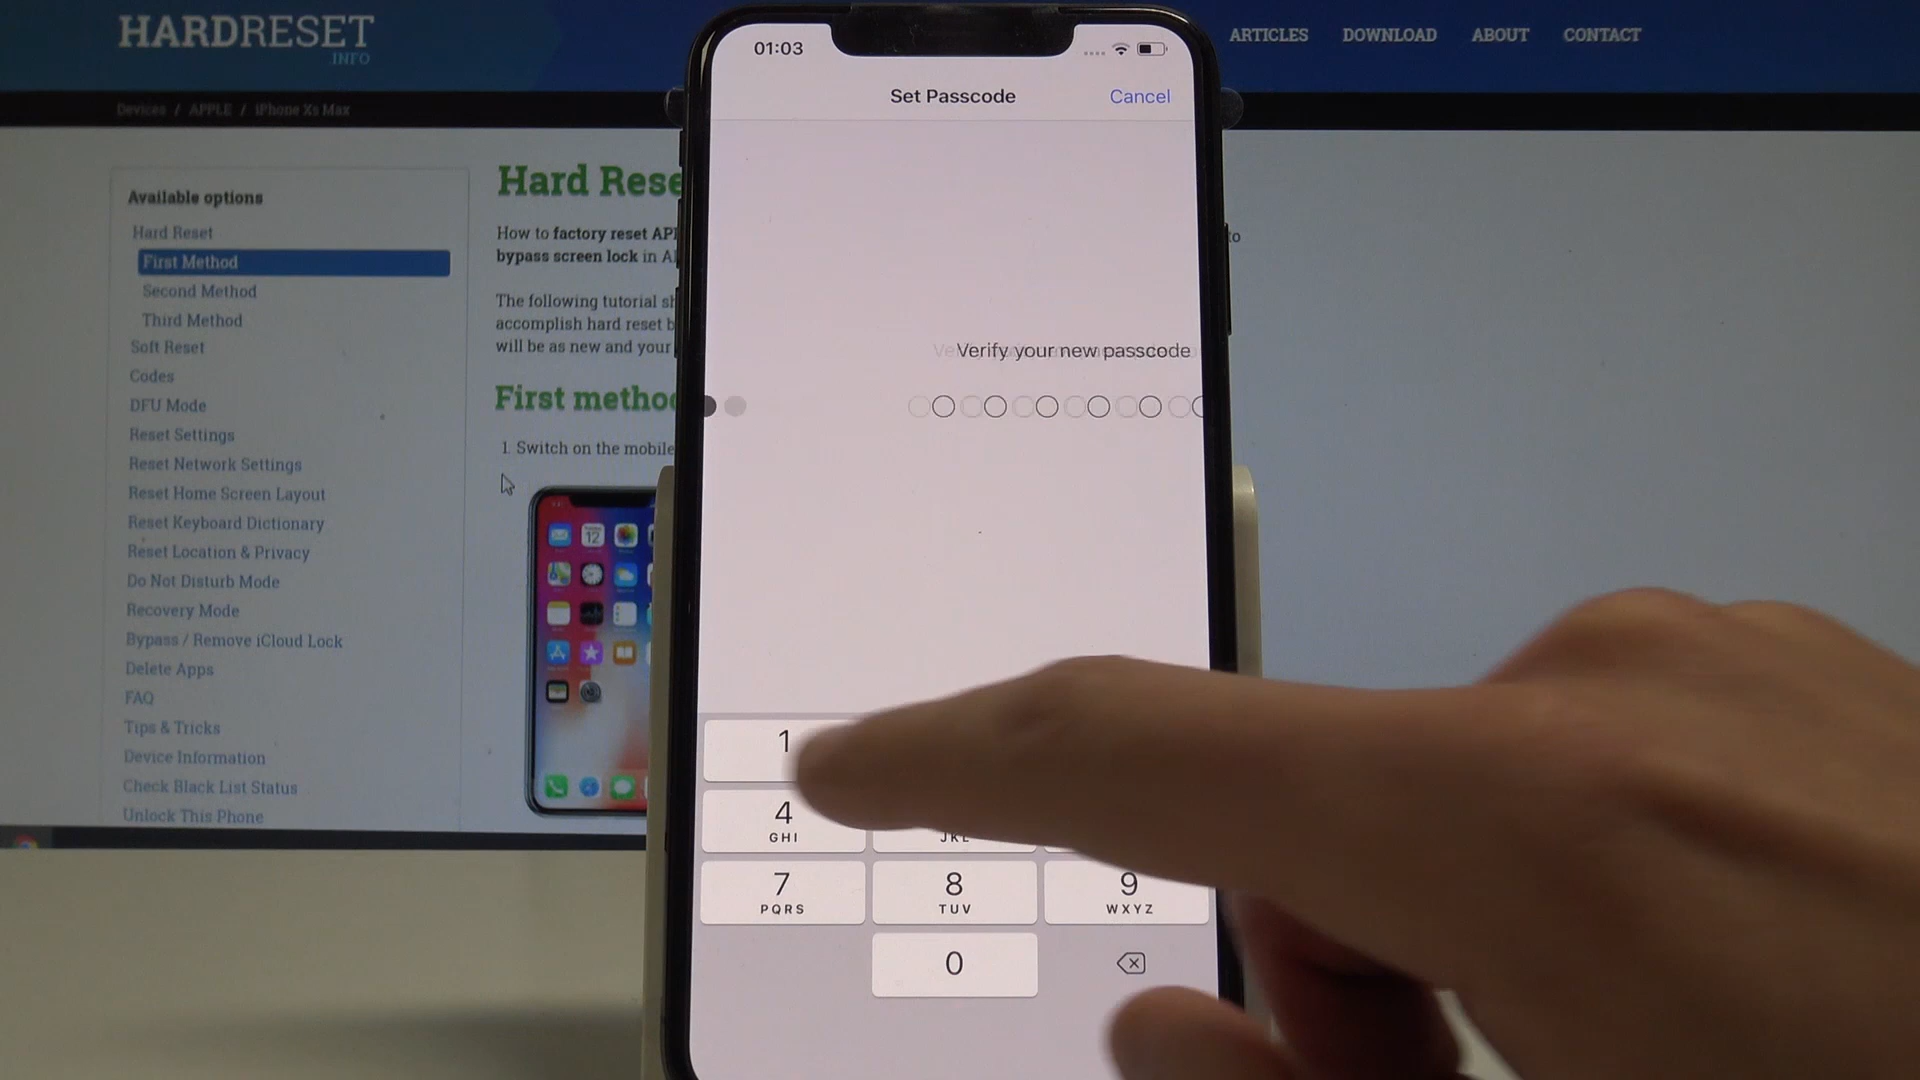 HARDRESET
INFO
ARTICLES DOWNLOAD ABOUT CONTACT
Devices / APPLE / iPhone Xs Max
Available options
Hard Reset
First Method
Second Method
Third Method
Soft Reset
Codes
DFU Mode
Reset Settings
Reset Network Settings
Reset Home Screen Layout
Reset Keyboard Dictionary
Reset Location & Privacy
Do Not Disturb Mode
Recovery Mode
Bypass / Remove iCloud Lock
Delete Apps
FAQ
Tips & Tricks
Device Information
Check Black List Status
Unlock This Phone
Hard Rese
How to factory reset AP
to
bypass screen lock in A
The following tutorial s
accomplish hard reset b
will be as new and your
First metho
1. Switch on the mobile
12
01:03
Set Passcode
Cancel
Verify your new passcode
1
4
GHI
JKL
7
PQRS
8
TUV
9
WXYZ
0